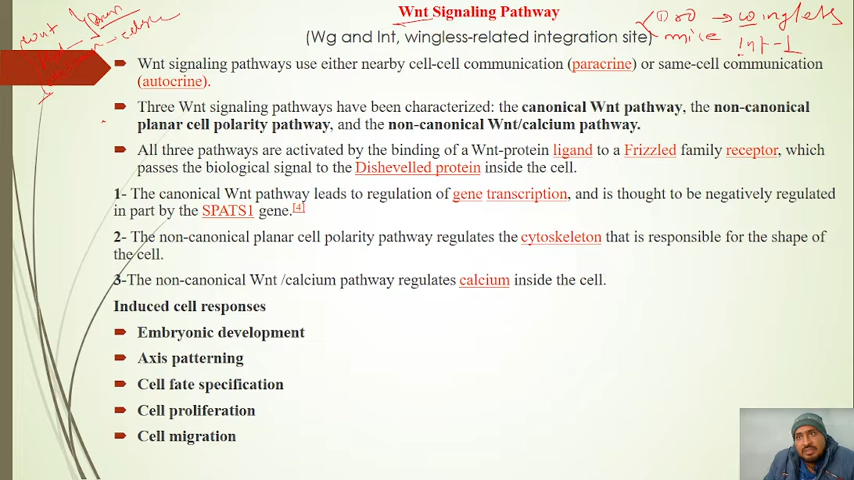 Wnt Signaling Pathway
(Wg and Int, wingless-related integration site)
Dro → wingless
mice int-1
wnt
Wnt signaling pathways use either nearby cell-cell communication (paracrine) or same-cell communication
(autocrine).
Three Wnt signaling pathways have been characterized: the canonical Wnt pathway, the non-canonical
planar cell polarity pathway, and the non-canonical Wnt/calcium pathway.
All three pathways are activated by the binding of a Wnt-protein ligand to a Frizzled family receptor, which
passes the biological signal to the Dishevelled protein inside the cell.
1- The canonical Wnt pathway leads to regulation of gene transcription, and is thought to be negatively regulated
in part by the SPATS1 gene.[4]
2- The non-canonical planar cell polarity pathway regulates the cytoskeleton that is responsible for the shape of
the cell.
3-The non-canonical Wnt /calcium pathway regulates calcium inside the cell.
Induced cell responses
Embryonic development
Axis patterning
Cell fate specification
Cell proliferation
Cell migration